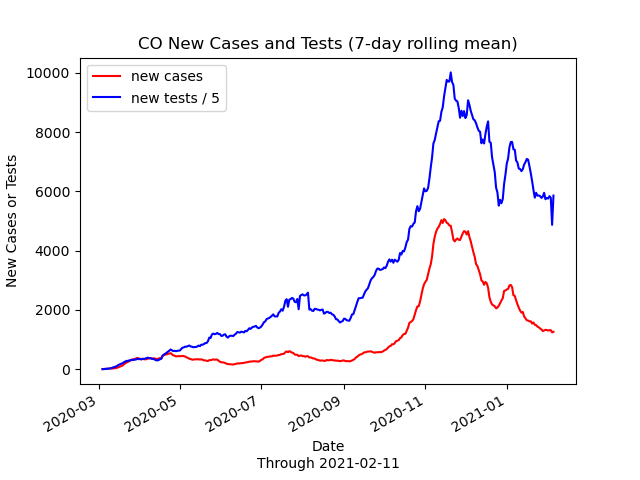 CO New Cases and Tests (7-day rolling mean)
new cases
new tests / 5
10000
8000
6000
4000
2000
0
New Cases or Tests
2020-03
2020-05
2020-07
2020-09
2020-11
2021-01
Date
Through 2021-02-11